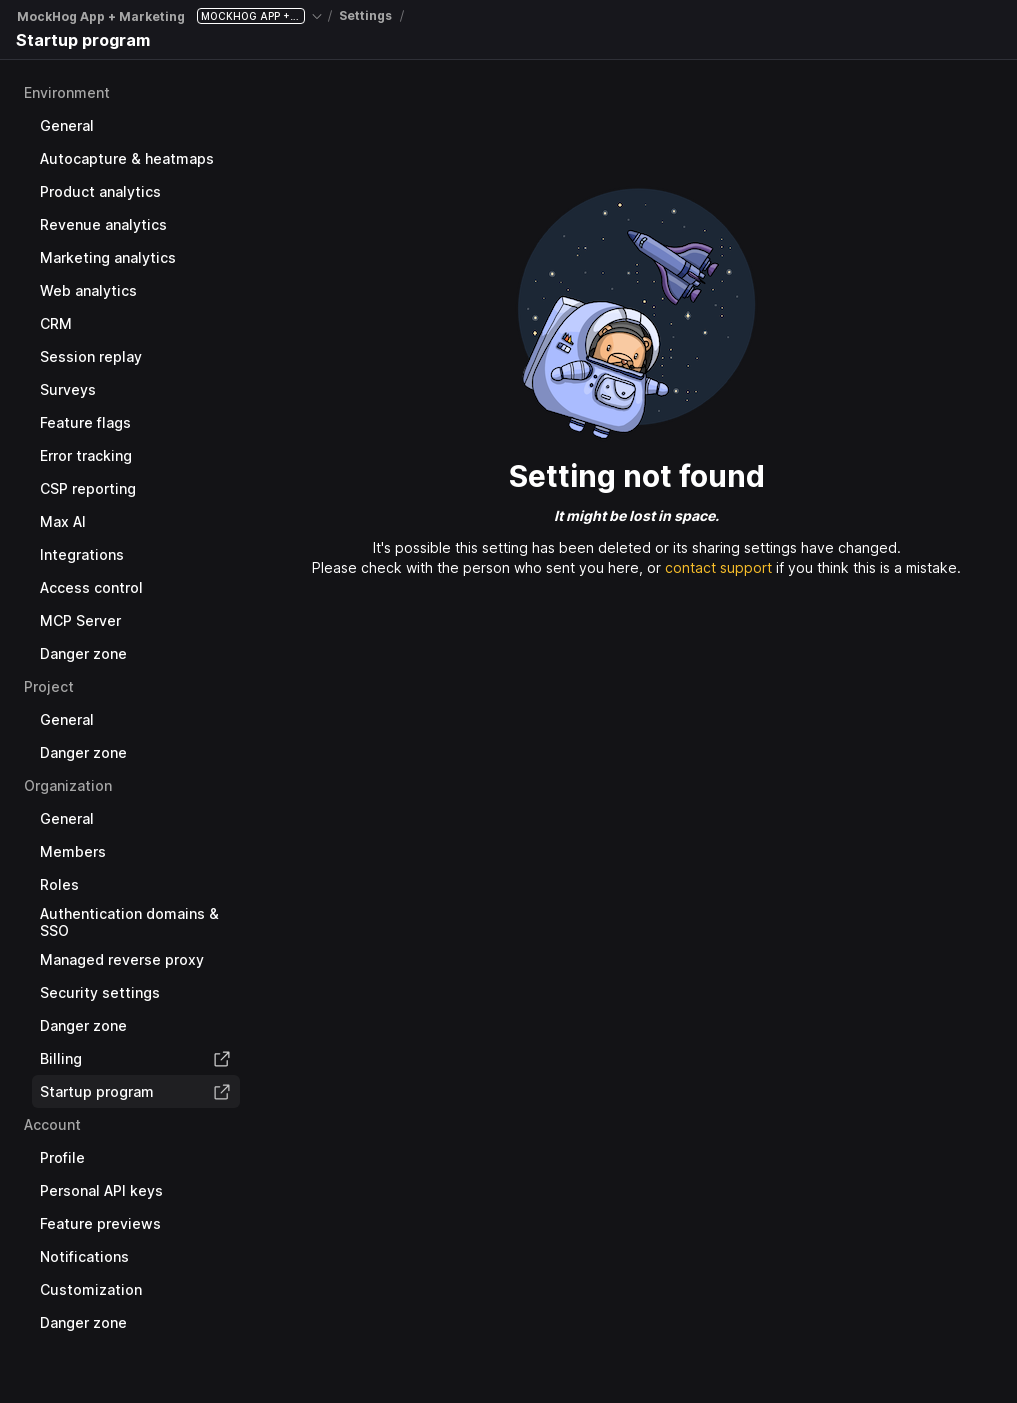 MockHog App + Marketing MOCKHOG APP +... / Settings /
Startup program
Environment
General
Autocapture & heatmaps
Product analytics
Revenue analytics
Marketing analytics
Web analytics
CRM
Session replay
Surveys
Feature flags
Error tracking
CSP reporting
Max AI
Integrations
Access control
MCP Server
Danger zone
Project
General
Danger zone
Organization
General
Members
Roles
Authentication domains &
SSO
Managed reverse proxy
Security settings
Danger zone
Billing
Startup program
Account
Profile
Personal API keys
Feature previews
Notifications
Customization
Danger zone
Setting not found
It might be lost in space.
It's possible this setting has been deleted or its sharing settings have changed.
Please check with the person who sent you here, or contact support if you think this is a mistake.